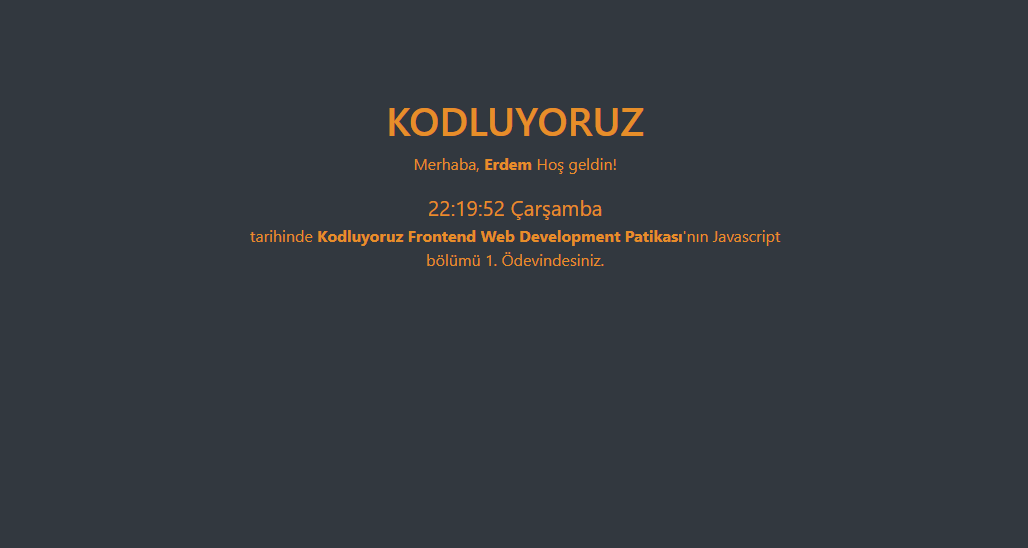 KODLUYORUZ
Merhaba, Erdem Hoş geldin!
22:19:52 Çarşamba
tarihinde Kodluyoruz Frontend Web Development Patikası'nın Javascript
bölümü 1. Ödevindesiniz.